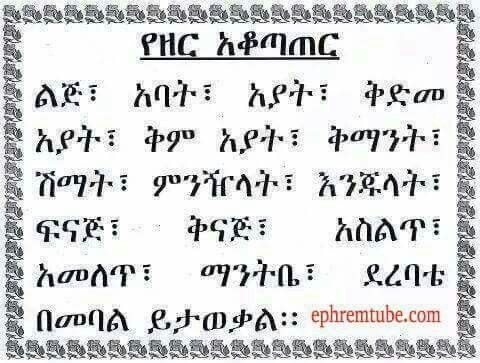 የዘር አቆጣጠር
ልጅ፣ አባት፣ አያት፣ ቅድመ
አያት፣ ቅም አያት፣ ቅማንት፣
ሽማት፣ ምንዥላት፣ እንጁላት፣
ፍናጅ፣ ቅናጅ፣ አስልጥ፣
አመለጥ፣ ማንትቤ፣ ደረባቴ
በመባል ይታወቃል።
ephremtube.com